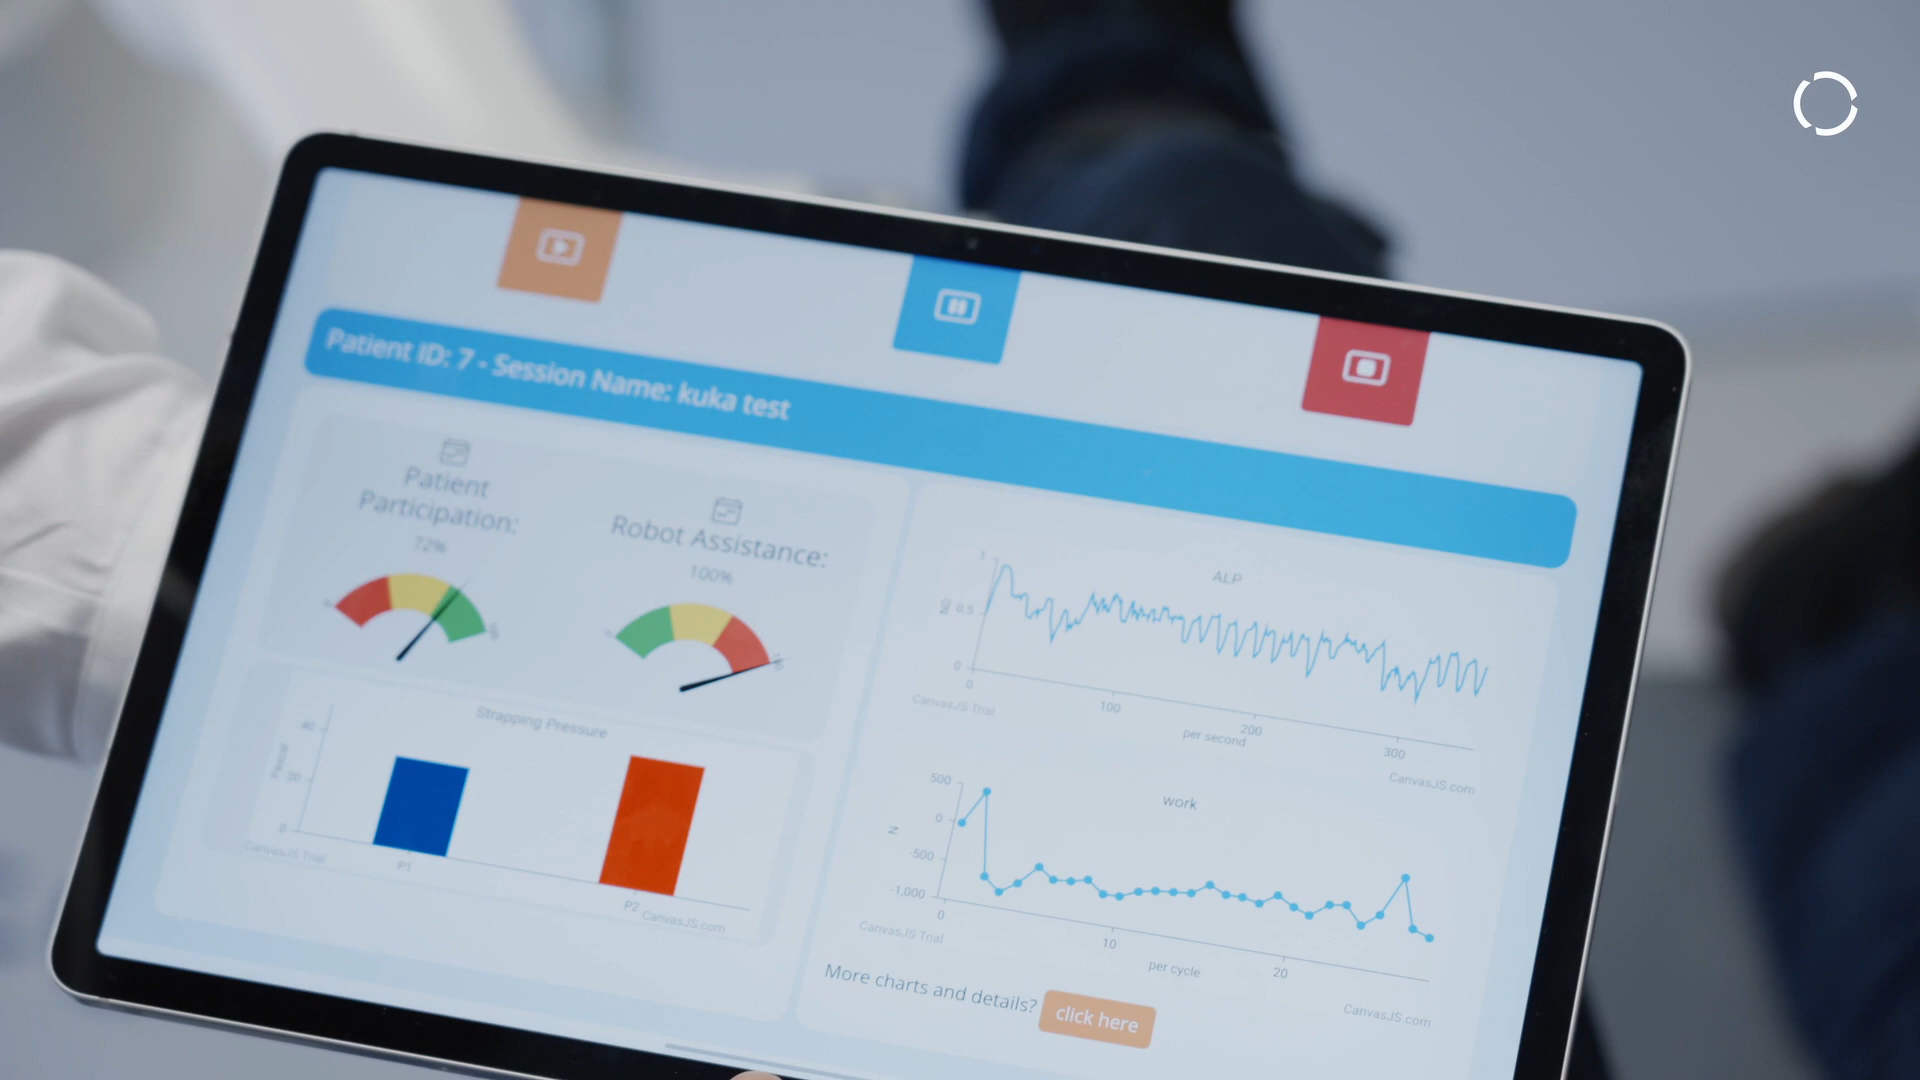 Patient ID: 7 - Session Name: kuka test
Patient
Participation:
72%
Robot Assistance:
100%
Strapping Pressure
40
20
0
P1
P2
CanvasJS Trial
CanvasJS.com
ALP
1
0.5
0
0
100
200
300
per second
CanvasJS Trial
CanvasJS.com
work
500
0
-500
-1,000
N
0
10
20
per cycle
CanvasJS Trial
CanvasJS.com
More charts and details?
click here